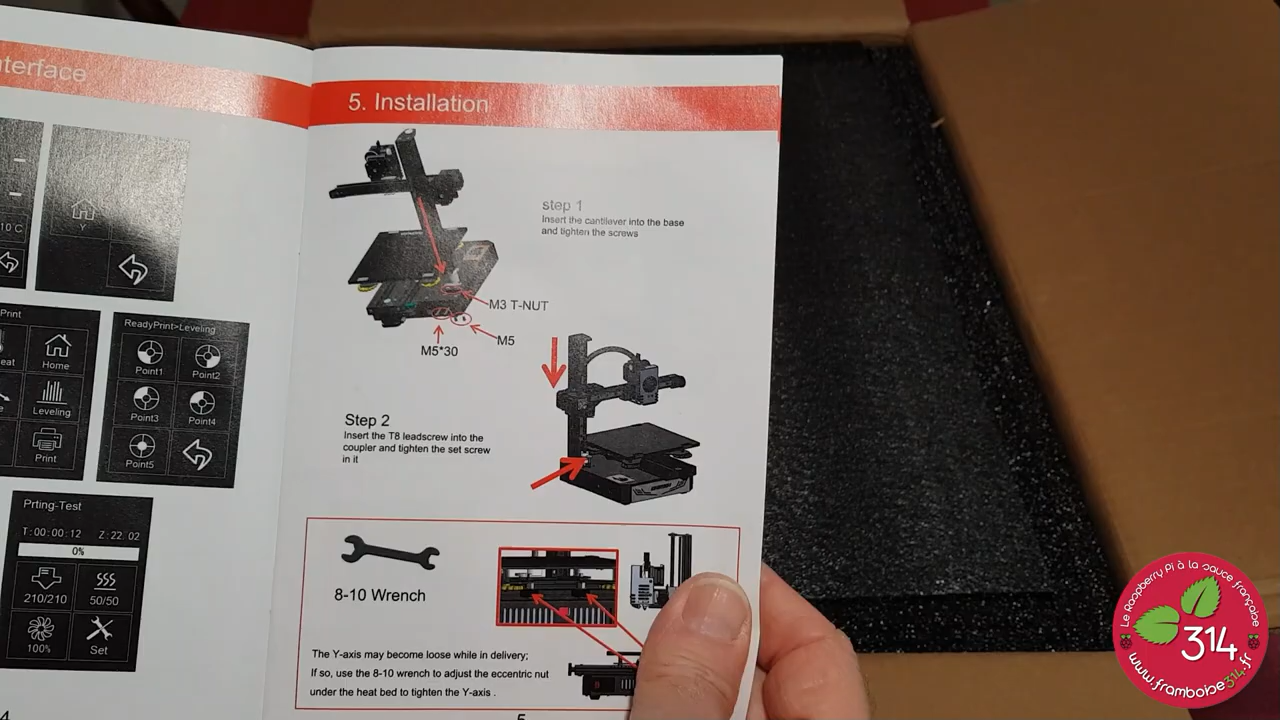 nterface
10 C
Y
Print
eat
Home
Leveling
Print
ReadyPrint>Leveling
Point1
Point2
Point3
Point4
Point5
Prting-Test
T:00:00:12 Z:22.02
0%
210/210
50/50
100%
Set
4
5. Installation
step 1
Insert the cantilever into the base
and tighten the screws
M3 T-NUT
M5
M5*30
Step 2
Insert the T8 leadscrew into the
coupler and tighten the set screw
in it
8-10 Wrench
The Y-axis may become loose while in delivery;
If so, use the 8-10 wrench to adjust the eccentric nut
under the heat bed to tighten the Y-axis .
5
Le Raspberry Pi à la sauce française
314
www.framboise314.fr